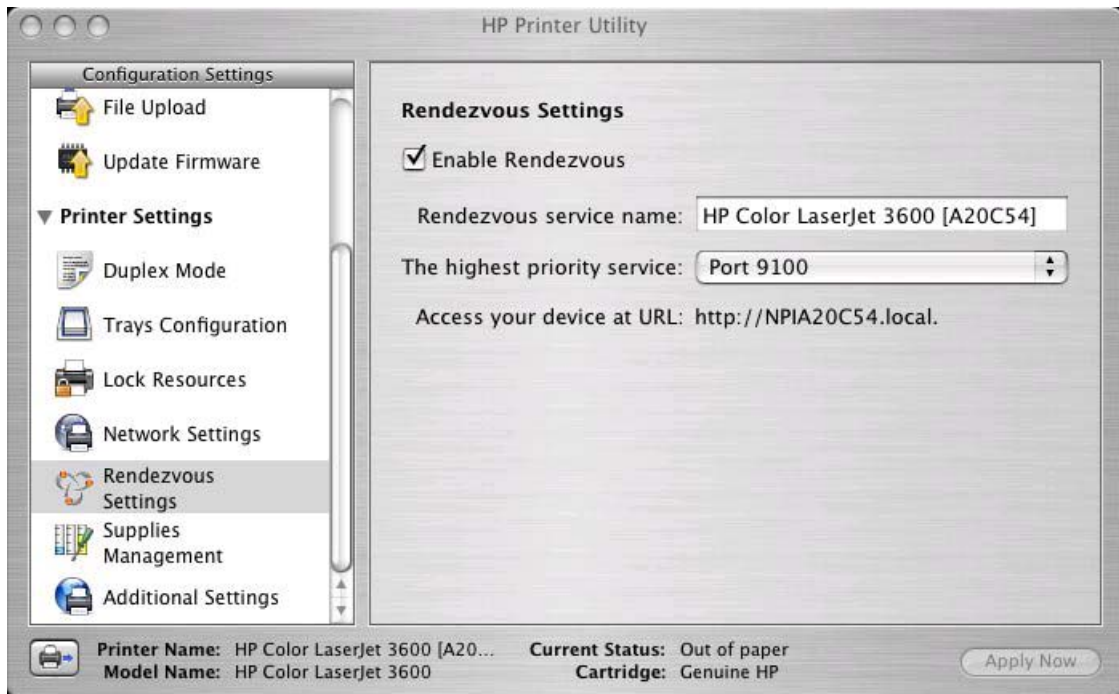 HP Printer Utility
Configuration Settings
File Upload
Update Firmware
Printer Settings
Duplex Mode
Trays Configuration
Lock Resources
Network Settings
Rendezvous
Settings
Supplies
Management
Additional Settings
Rendezvous Settings
Enable Rendezvous
Rendezvous service name: HP Color LaserJet 3600 [A20C54]
The highest priority service: Port 9100
Access your device at URL: http://NPIA20C54.local.
Printer Name: HP Color LaserJet 3600 [A20... Current Status: Out of paper
Model Name: HP Color LaserJet 3600 Cartridge: Genuine HP
Apply Now